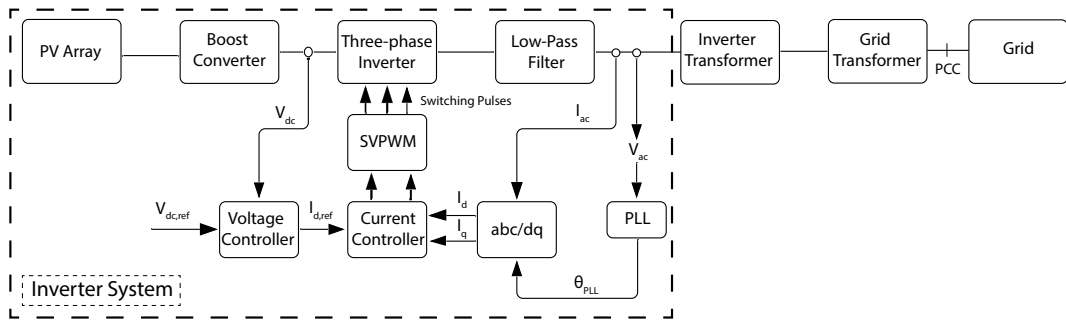 PV Array
Boost
Converter
Three-phase
Inverter
Low-Pass
Filter
Inverter
Transformer
Grid
Transformer
PCC
Grid
Switching Pulses
V_dc
I_ac
V_ac
SVPWM
V_dc,ref
Voltage
Controller
I_d,ref
Current
Controller
I_d
I_q
abc/dq
PLL
θ_PLL
Inverter System